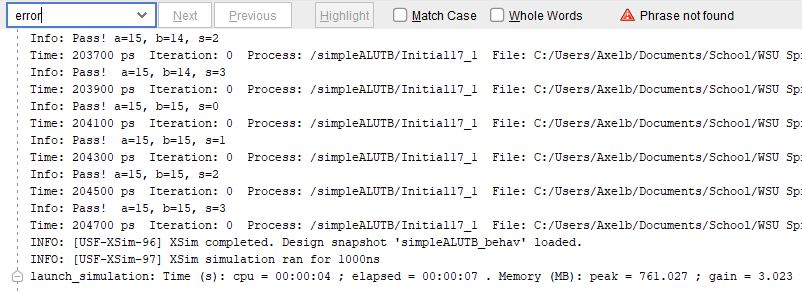 error Next Previous Highlight Match Case Whole Words Phrase not found
Info: Pass! a=15, b=14, s=2
Time: 203700 ps Iteration: 0 Process: /simpleALUTB/Initial17_1 File: C:/Users/Axelb/Documents/School/WSU Spi
Info: Pass! a=15, b=14, s=3
Time: 203900 ps Iteration: 0 Process: /simpleALUTB/Initial17_1 File: C:/Users/Axelb/Documents/School/WSU Sp
Info: Pass! a=15, b=15, s=0
Time: 204100 ps Iteration: 0 Process: /simpleALUTB/Initial17_1 File: C:/Users/Axelb/Documents/School/WSU Sp
Info: Pass! a=15, b=15, s=1
Time: 204300 ps Iteration: 0 Process: /simpleALUTB/Initial17_1 File: C:/Users/Axelb/Documents/School/WSU Sp
Info: Pass! a=15, b=15, s=2
Time: 204500 ps Iteration: 0 Process: /simpleALUTB/Initial17_1 File: C:/Users/Axelb/Documents/School/WSU Sp
Info: Pass! a=15, b=15, s=3
Time: 204700 ps Iteration: 0 Process: /simpleALUTB/Initial17_1 File: C:/Users/Axelb/Documents/School/WSU Sp
INFO: [USF-XSim-96] XSim completed. Design snapshot 'simpleALUTB_behav' loaded.
INFO: [USF-XSim-97] XSim simulation ran for 1000ns
launch_simulation: Time (s): cpu = 00:00:04 ; elapsed = 00:00:07 . Memory (MB): peak = 761.027 ; gain = 3.023